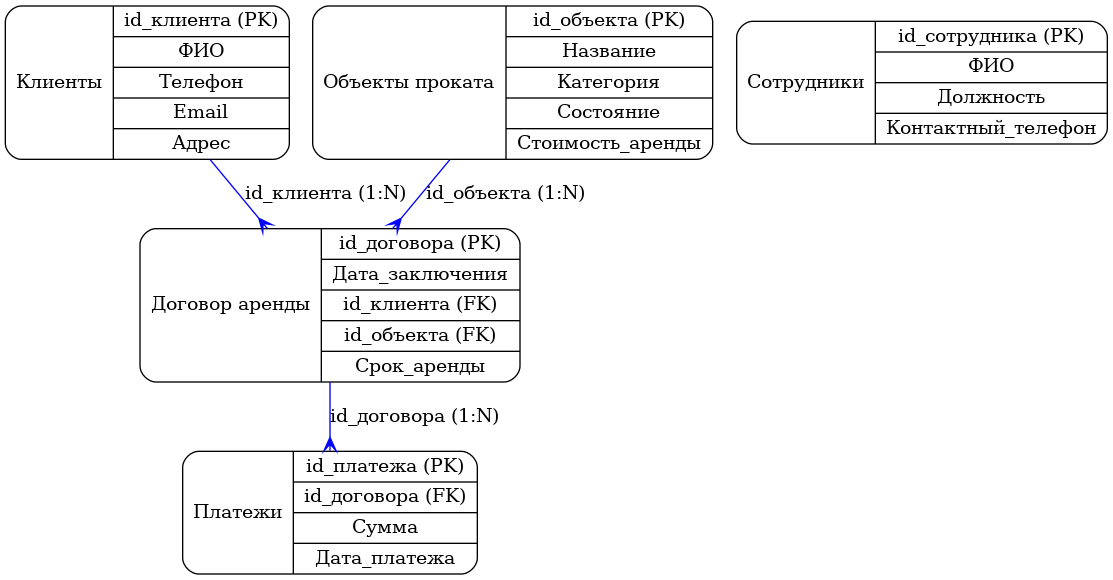 Клиенты
id_клиента (PK)
ФИО
Телефон
Email
Адрес
Объекты проката
id_объекта (PK)
Название
Категория
Состояние
Стоимость_аренды
Сотрудники
id_сотрудника (PK)
ФИО
Должность
Контактный_телефон
id_клиента (1:N)
id_объекта (1:N)
Договор аренды
id_договора (PK)
Дата_заключения
id_клиента (FK)
id_объекта (FK)
Срок_аренды
id_договора (1:N)
Платежи
id_платежа (PK)
id_договора (FK)
Сумма
Дата_платежа